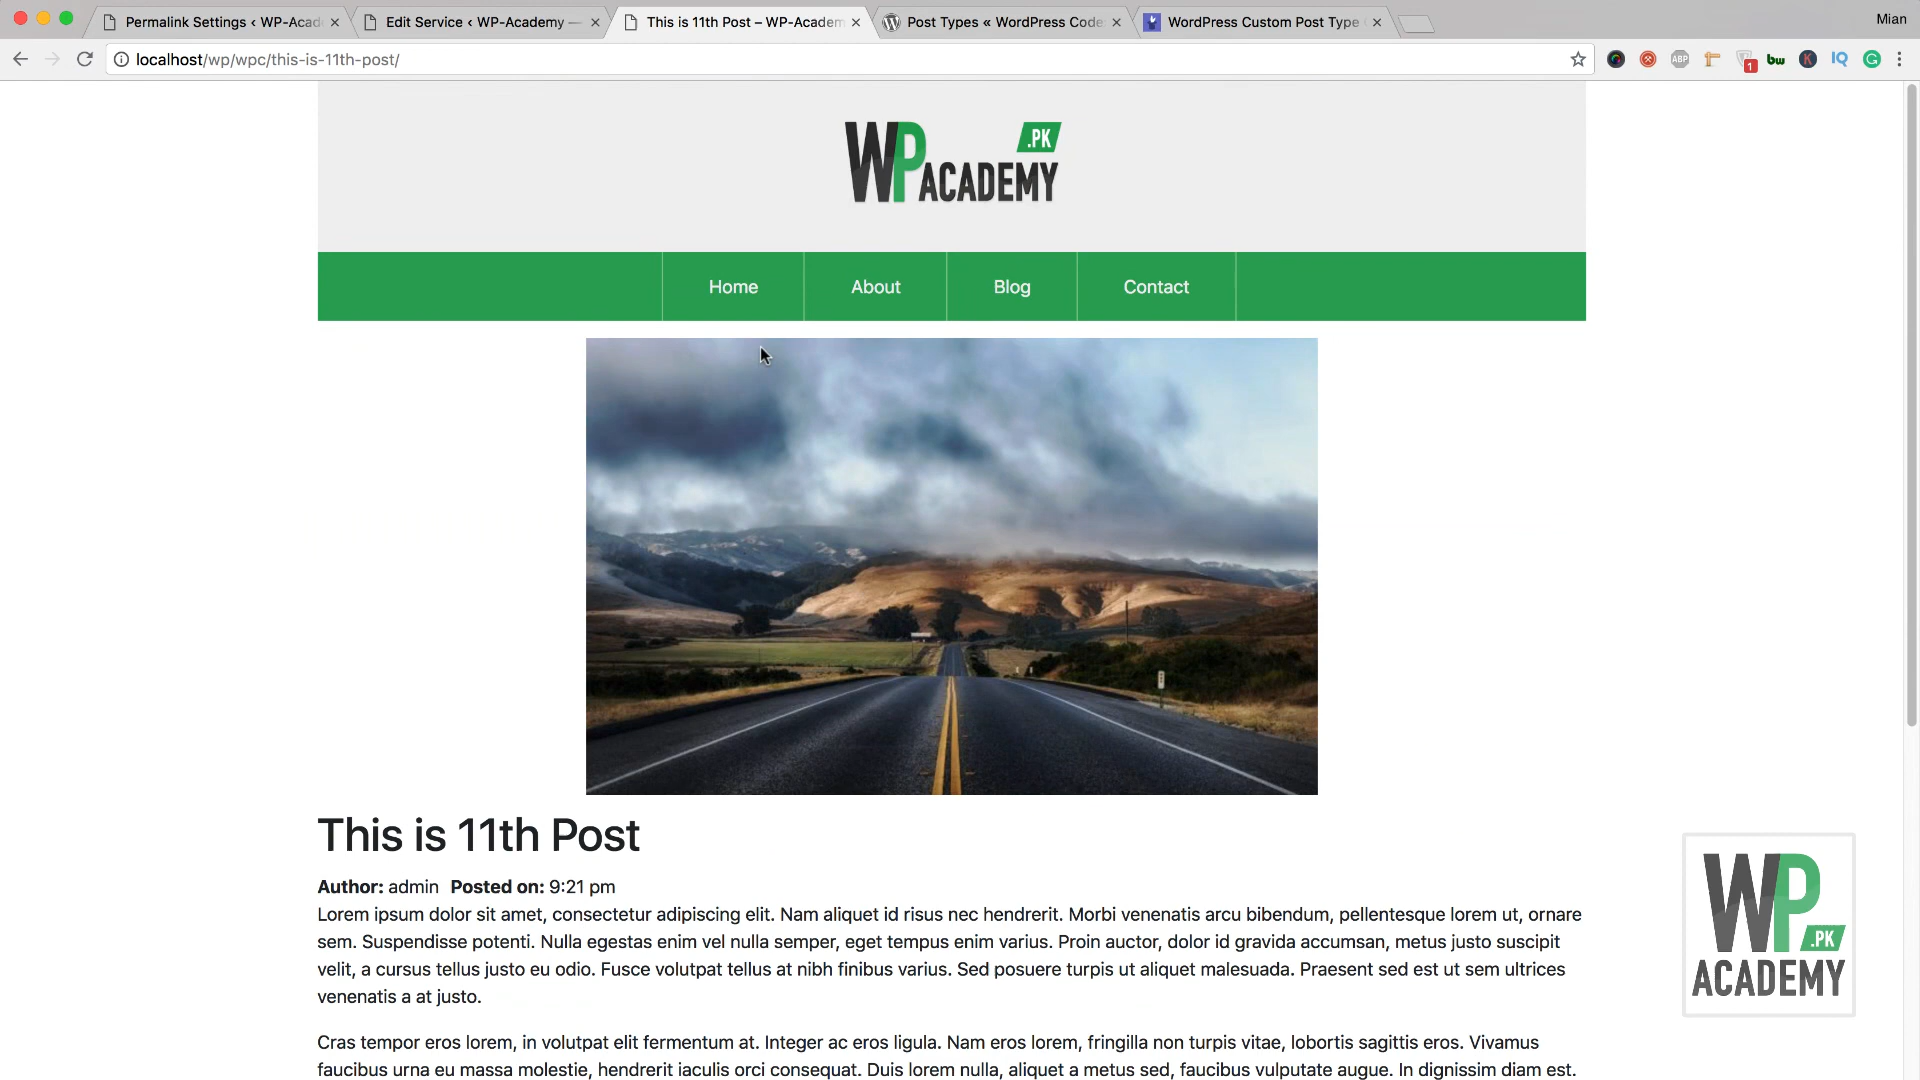 Permalink Settings ‹ WP-Acad
Edit Service ‹ WP-Academy —
This is 11th Post – WP-Academ
Post Types « WordPress Code
WordPress Custom Post Type
Mian
localhost/wp/wpc/this-is-11th-post/
ABP
1
bw
K
IQ
G
WP ACADEMY .PK
Home
About
Blog
Contact
This is 11th Post
Author: admin Posted on: 9:21 pm
Lorem ipsum dolor sit amet, consectetur adipiscing elit. Nam aliquet id risus nec hendrerit. Morbi venenatis arcu bibendum, pellentesque lorem ut, ornare
sem. Suspendisse potenti. Nulla egestas enim vel nulla semper, eget tempus enim varius. Proin auctor, dolor id gravida accumsan, metus justo suscipit
velit, a cursus tellus justo eu odio. Fusce volutpat tellus at nibh finibus varius. Sed posuere turpis ut aliquet malesuada. Praesent sed est ut sem ultrices
venenatis a at justo.
Cras tempor eros lorem, in volutpat elit fermentum at. Integer ac eros ligula. Nam eros lorem, fringilla non turpis vitae, lobortis sagittis eros. Vivamus
faucibus urna eu massa molestie, hendrerit iaculis orci consequat. Duis lorem nulla, aliquet a metus sed, faucibus vulputate augue. In dignissim diam est.
WP
.PK
ACADEMY